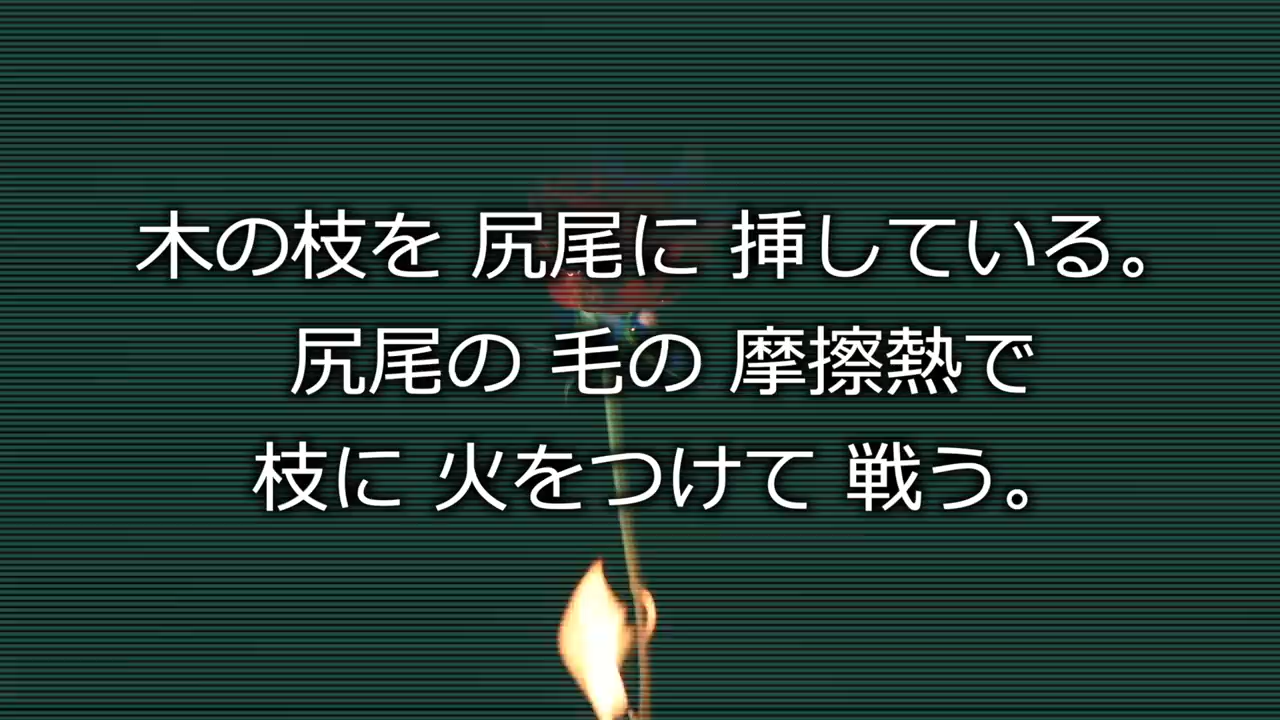 木の枝を 尻尾に 挿している。
尻尾の 毛の 摩擦熱で
枝に 火をつけて 戦う。